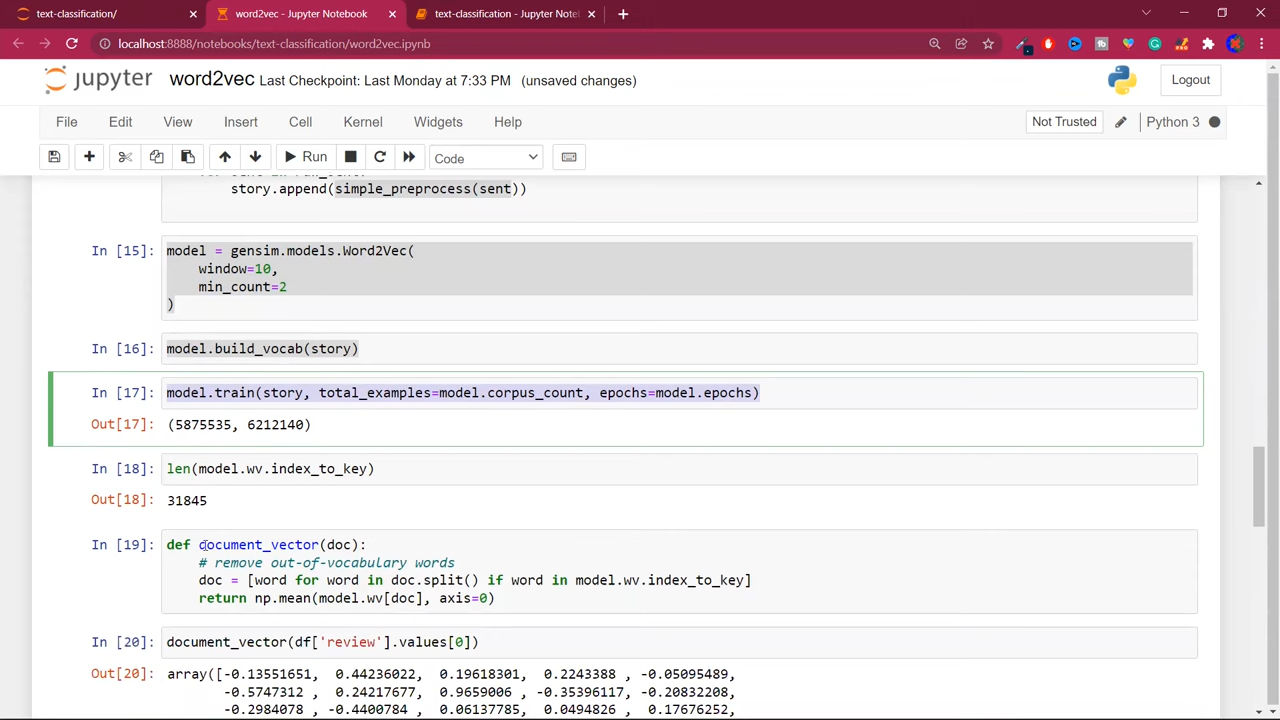 text-classification/
word2vec - Jupyter Notebook
text-classification - Jupyter Not
localhost:8888/notebooks/text-classification/word2vec.ipynb
jupyter word2vec Last Checkpoint: Last Monday at 7:33 PM (unsaved changes)
Logout
File Edit View Insert Cell Kernel Widgets Help Not Trusted Python 3
Run Code
story.append(simple_preprocess(sent))
In [15]: model = gensim.models.Word2Vec(
window=10,
min_count=2
)
In [16]: model.build_vocab(story)
In [17]: model.train(story, total_examples=model.corpus_count, epochs=model.epochs)
Out[17]: (5875535, 6212140)
In [18]: len(model.wv.index_to_key)
Out[18]: 31845
In [19]: def document_vector(doc):
# remove out-of-vocabulary words
doc = [word for word in doc.split() if word in model.wv.index_to_key]
return np.mean(model.wv[doc], axis=0)
In [20]: document_vector(df['review'].values[0])
Out[20]: array([-0.13551651, 0.44236022, 0.19618301, 0.2243388 , -0.05095489,
-0.5747312 , 0.24217677, 0.9659006 , -0.35396117, -0.20832208,
-0.2984078 , -0.4400784 , 0.06137785, 0.0494826 , 0.17676252,